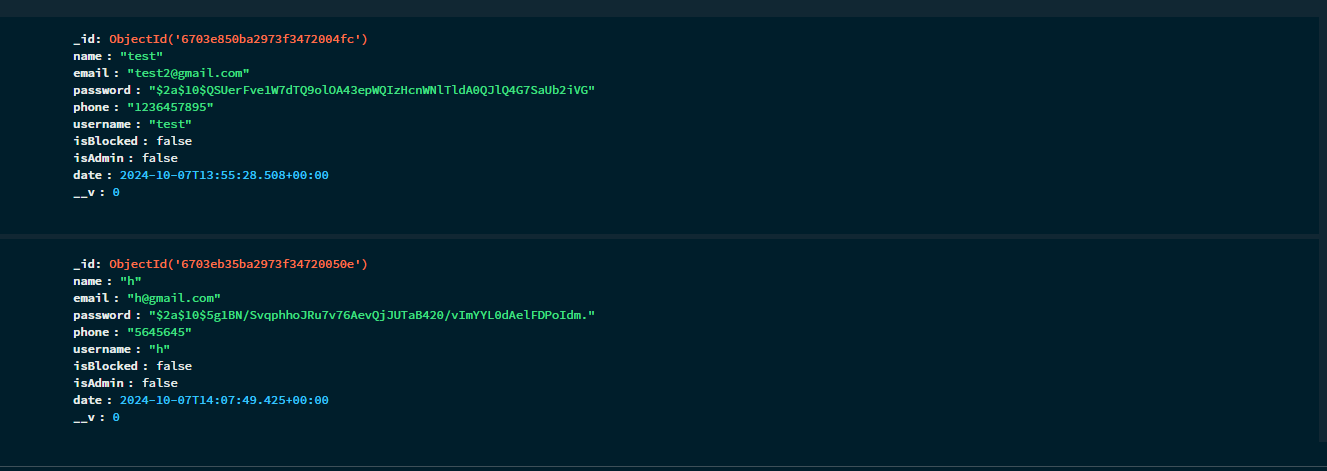 _id: ObjectId('6703e850ba2973f3472004fc')
name : "test"
email : "test2@gmail.com"
password : "$2a$10$QSUerFve1W7dTQ9olOA43epWQIzHcnWNlTldA0QJlQ4G7SaUb2iVG"
phone : "1236457895"
username : "test"
isBlocked : false
isAdmin : false
date : 2024-10-07T13:55:28.508+00:00
__v : 0
_id: ObjectId('6703eb35ba2973f34720050e')
name : "h"
email : "h@gmail.com"
password : "$2a$10$5g1BN/SvqphhoJRu7v76AevQjJUTaB420/vImYYL0dAelFDPoIdm."
phone : "5645645"
username : "h"
isBlocked : false
isAdmin : false
date : 2024-10-07T14:07:49.425+00:00
__v : 0